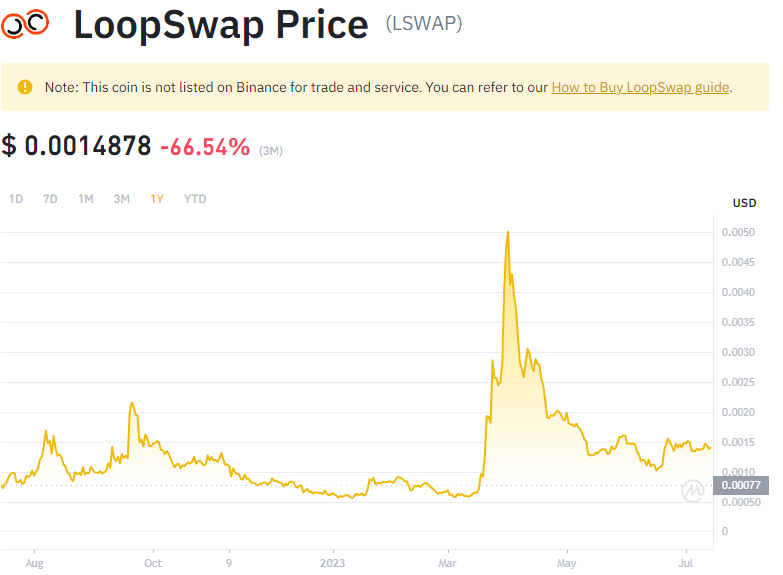 LoopSwap Price (LSWAP)
Note: This coin is not listed on Binance for trade and service. You can refer to our How to Buy LoopSwap guide.
$ 0.0014878 -66.54% (3M)
1D 7D 1M 3M 1Y YTD
USD
0.0050
0.0045
0.0040
0.0035
0.0030
0.0025
0.0020
0.0015
0.0010
0.00077
0.00050
0
Aug Oct 9 2023 Mar May Jul